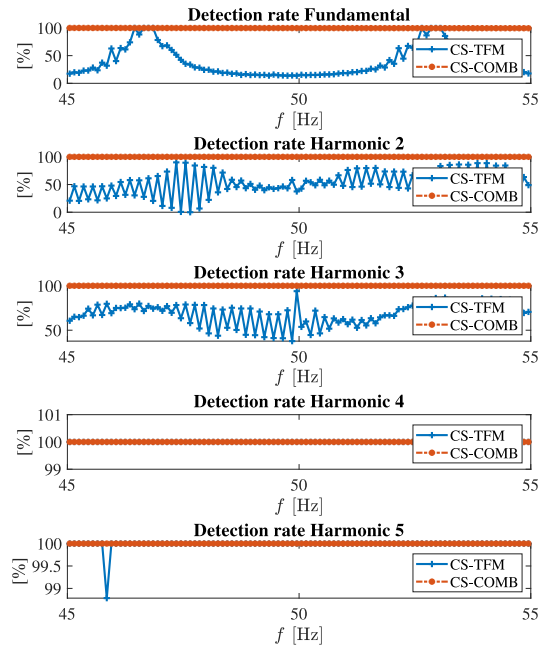 Detection rate Fundamental
100
50
0
[%]
CS-TFM
CS-COMB
45 50 55
f [Hz]
Detection rate Harmonic 2
100
50
0
[%]
CS-TFM
CS-COMB
45 50 55
f [Hz]
Detection rate Harmonic 3
100
50
[%]
CS-TFM
CS-COMB
45 50 55
f [Hz]
Detection rate Harmonic 4
101
100
99
[%]
CS-TFM
CS-COMB
45 50 55
f [Hz]
Detection rate Harmonic 5
100
99.5
99
[%]
CS-TFM
CS-COMB
45 50 55
f [Hz]